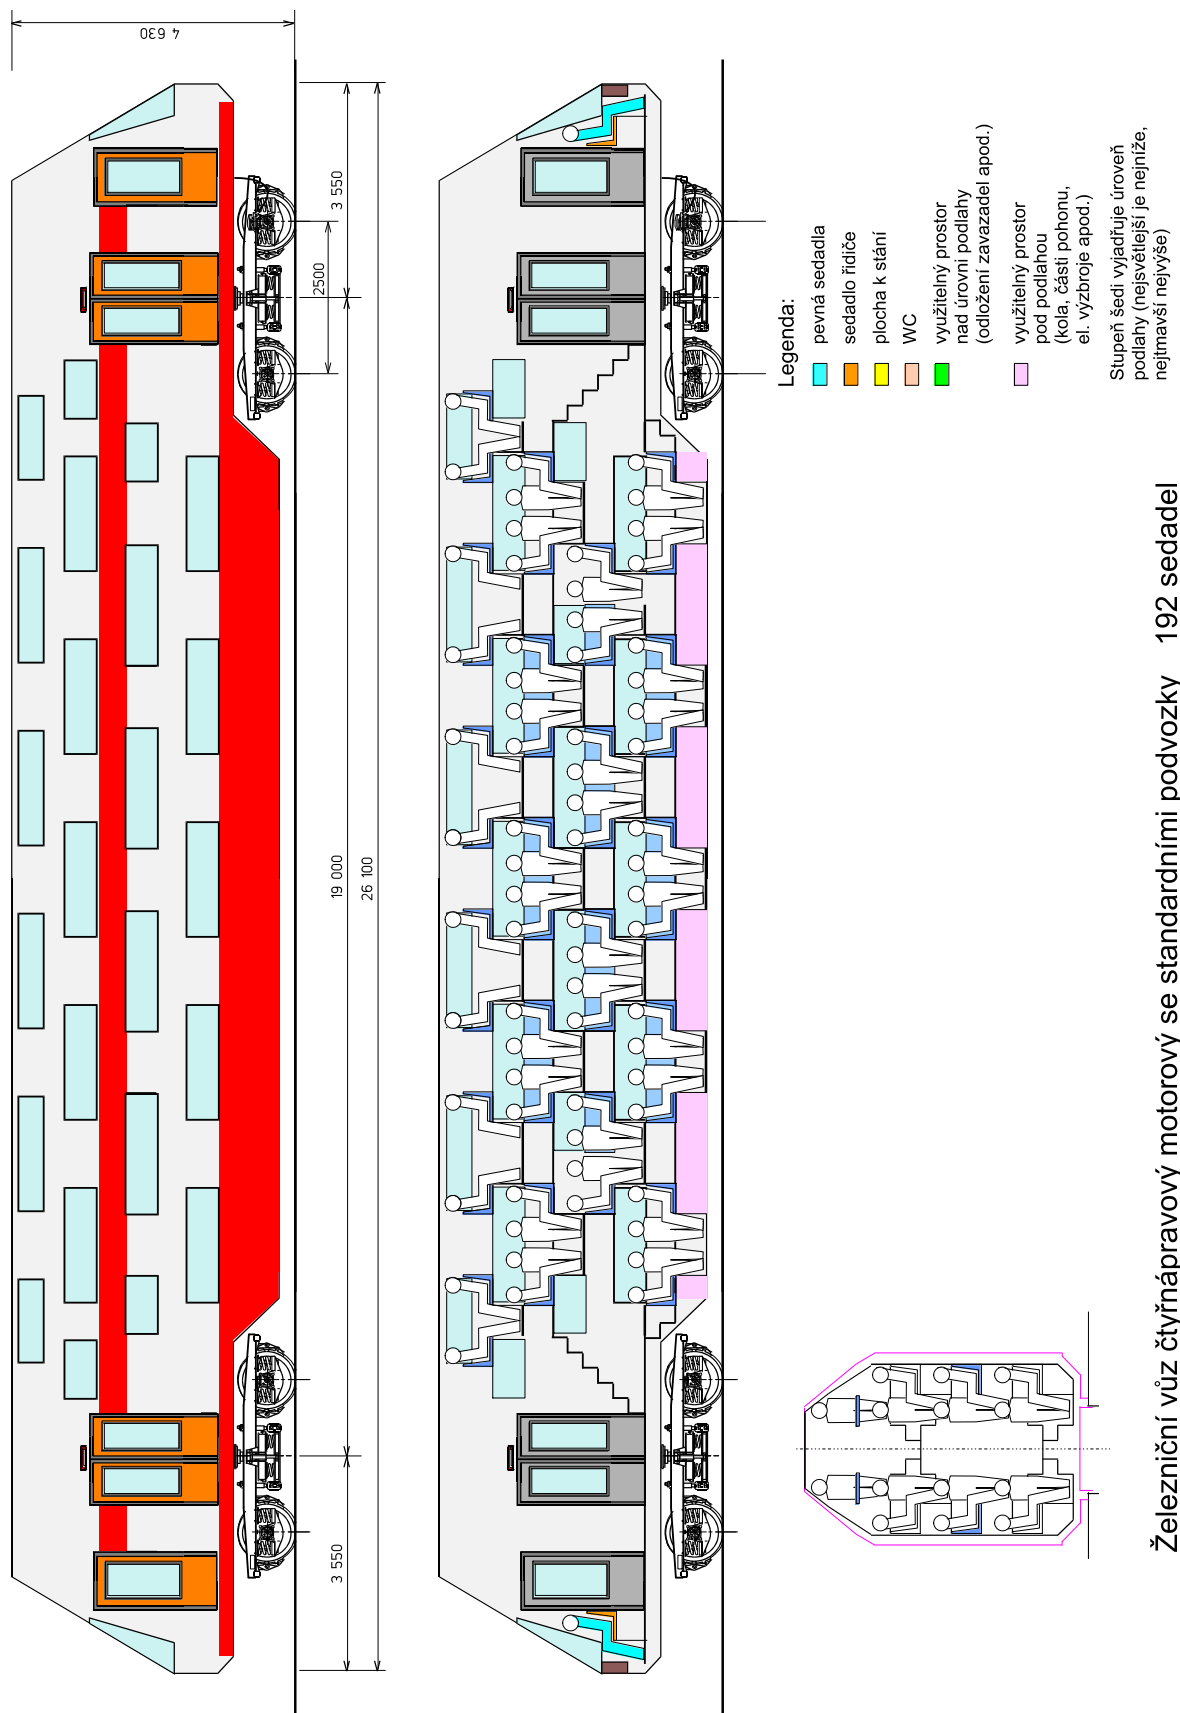 4 630
3 550
2500
19 000
26 100
3 550
Legenda:
pevná sedadla
sedadlo řidiče
plocha k stání
WC
využitelný prostor
nad úrovni podlahy
(odložení zavazadel apod.)
využitelný prostor
pod podlahou
(kola, části pohonu,
el. výzbroje apod.)
Stupeň šedi vyjadřuje úroveň
podlahy (nejsvětlejší je nejníže,
nejtmavší nejvýše)
Železniční vůz čtyřnápravový motorový se standardními podvozky 192 sedadel